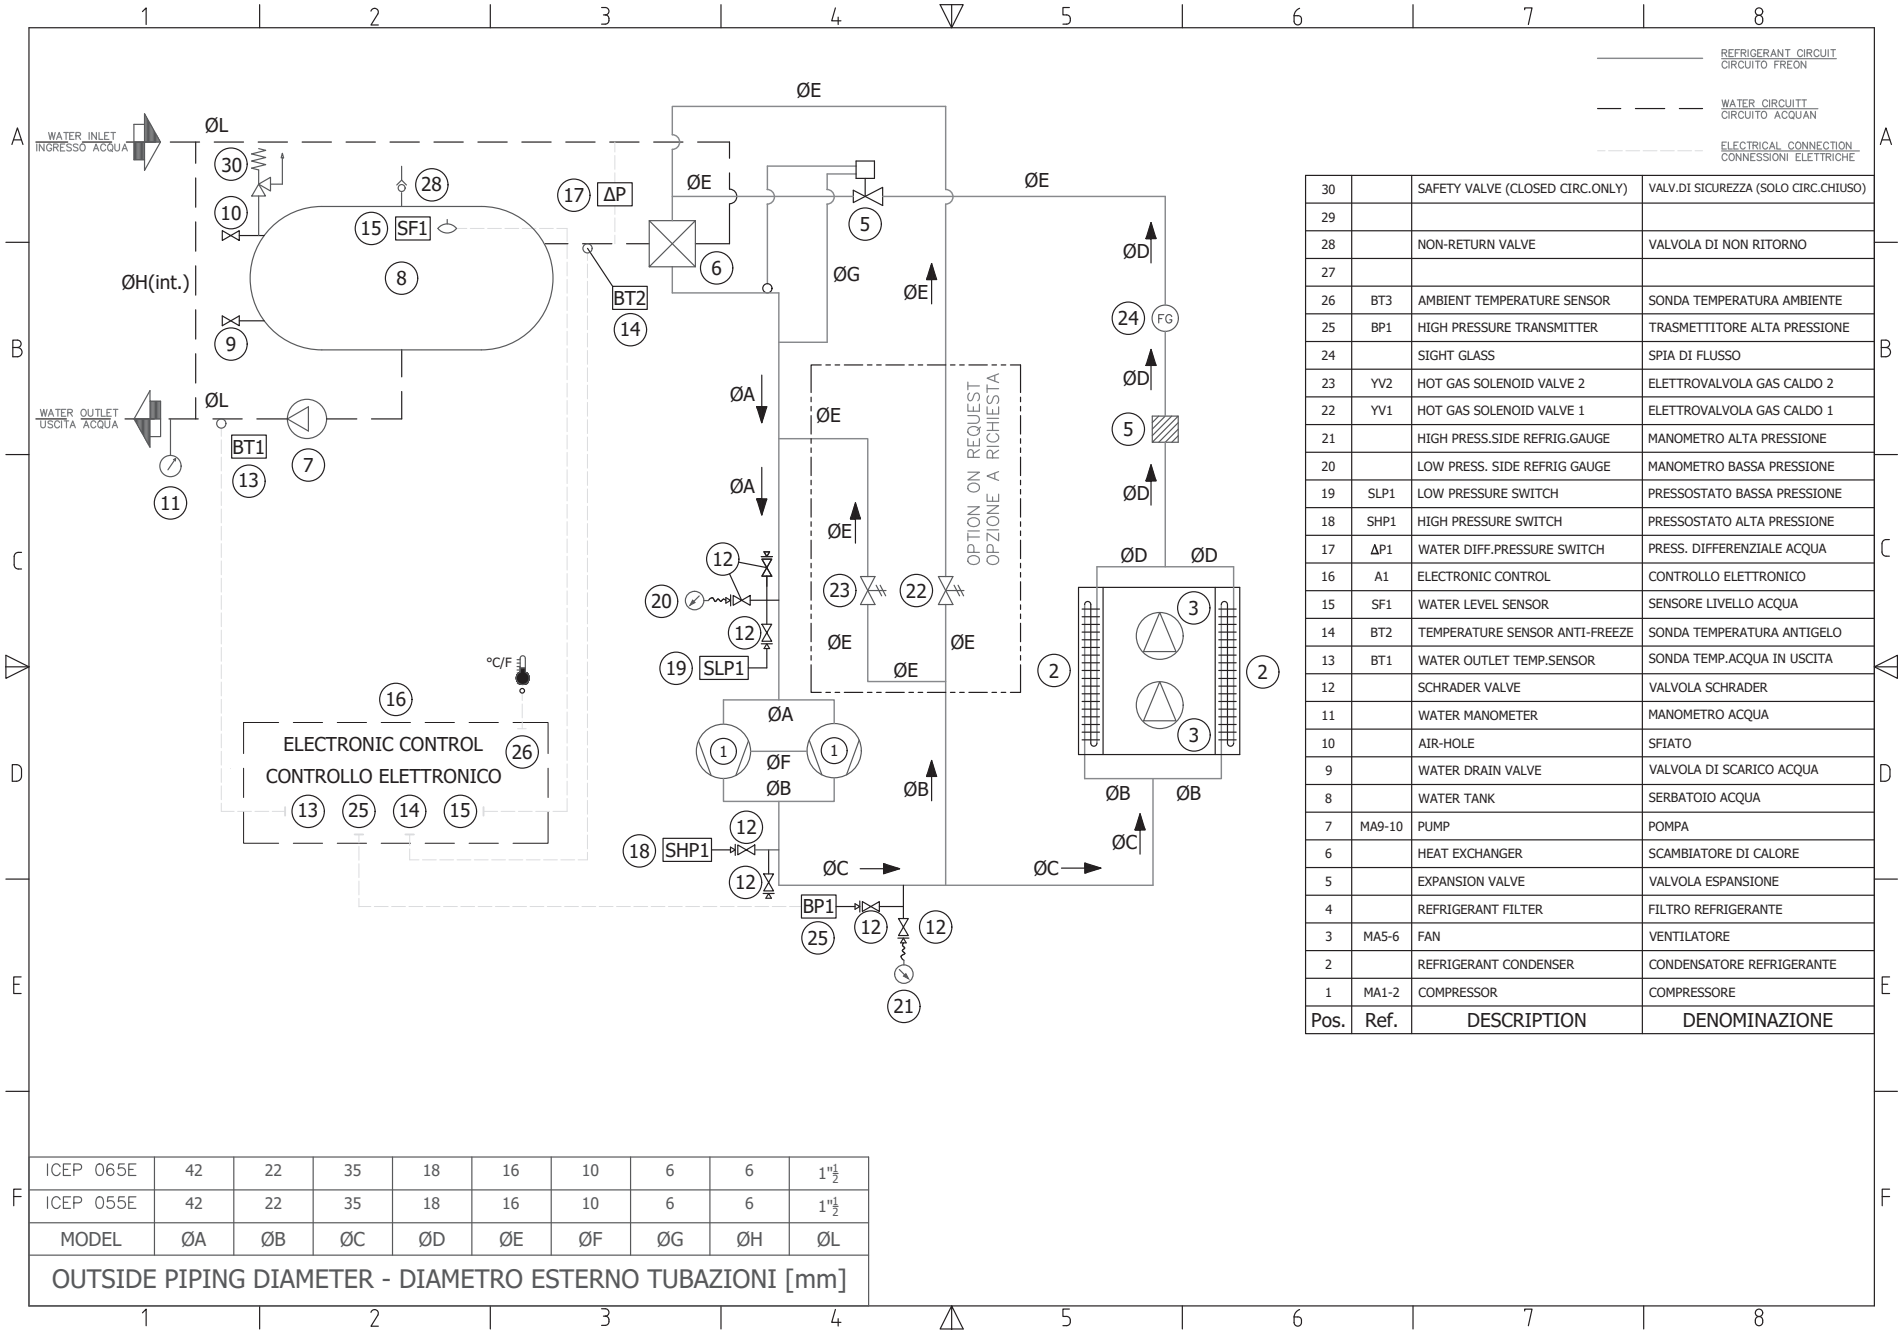 1 2 3 4 5 6 7 8
REFRIGERANT CIRCUIT
CIRCUITO FREON
WATER CIRCUITT
CIRCUITO ACQUAN
ELECTRICAL CONNECTION
CONNESSIONI ELETTRICHE
A A
B B
C C
D D
E E
F F
WATER INLET
INGRESSO ACQUA
ØL
30
10
28
15 SF1
8
ØH(int.)
9
17 ΔP
BT2
14
6
ØE
ØE
ØE
5
ØG
ØE
ØD
24 FG
ØD
5
ØD
ØD ØD
WATER OUTLET
USCITA ACQUA
ØL
BT1
13
7
11
ØA
ØA
ØE
OPTION ON REQUEST
OPZIONE A RICHIESTA
ØE
23 22
ØE ØE
ØE
12
20
12
19 SLP1
3
2 2
3
°C/F
16
ELECTRONIC CONTROL
CONTROLLO ELETTRONICO
26
13 25 14 15
ØA
1 1
ØF
ØB
ØB
ØB ØB
ØC
12
18 SHP1
12
ØC ØC
BP1
25
12 12
21
30 SAFETY VALVE (CLOSED CIRC.ONLY) VALV.DI SICUREZZA (SOLO CIRC.CHIUSO)
29
28 NON-RETURN VALVE VALVOLA DI NON RITORNO
27
26 BT3 AMBIENT TEMPERATURE SENSOR SONDA TEMPERATURA AMBIENTE
25 BP1 HIGH PRESSURE TRANSMITTER TRASMETTITORE ALTA PRESSIONE
24 SIGHT GLASS SPIA DI FLUSSO
23 YV2 HOT GAS SOLENOID VALVE 2 ELETTROVALVOLA GAS CALDO 2
22 YV1 HOT GAS SOLENOID VALVE 1 ELETTROVALVOLA GAS CALDO 1
21 HIGH PRESS.SIDE REFRIG.GAUGE MANOMETRO ALTA PRESSIONE
20 LOW PRESS. SIDE REFRIG GAUGE MANOMETRO BASSA PRESSIONE
19 SLP1 LOW PRESSURE SWITCH PRESSOSTATO BASSA PRESSIONE
18 SHP1 HIGH PRESSURE SWITCH PRESSOSTATO ALTA PRESSIONE
17 ΔP1 WATER DIFF.PRESSURE SWITCH PRESS. DIFFERENZIALE ACQUA
16 A1 ELECTRONIC CONTROL CONTROLLO ELETTRONICO
15 SF1 WATER LEVEL SENSOR SENSORE LIVELLO ACQUA
14 BT2 TEMPERATURE SENSOR ANTI-FREEZE SONDA TEMPERATURA ANTIGELO
13 BT1 WATER OUTLET TEMP.SENSOR SONDA TEMP.ACQUA IN USCITA
12 SCHRADER VALVE VALVOLA SCHRADER
11 WATER MANOMETER MANOMETRO ACQUA
10 AIR-HOLE SFIATO
9 WATER DRAIN VALVE VALVOLA DI SCARICO ACQUA
8 WATER TANK SERBATOIO ACQUA
7 MA9-10 PUMP POMPA
6 HEAT EXCHANGER SCAMBIATORE DI CALORE
5 EXPANSION VALVE VALVOLA ESPANSIONE
4 REFRIGERANT FILTER FILTRO REFRIGERANTE
3 MA5-6 FAN VENTILATORE
2 REFRIGERANT CONDENSER CONDENSATORE REFRIGERANTE
1 MA1-2 COMPRESSOR COMPRESSORE
Pos. Ref. DESCRIPTION DENOMINAZIONE
ICEP 065E 42 22 35 18 16 10 6 6 1"½
ICEP 055E 42 22 35 18 16 10 6 6 1"½
MODEL ØA ØB ØC ØD ØE ØF ØG ØH ØL
OUTSIDE PIPING DIAMETER - DIAMETRO ESTERNO TUBAZIONI [mm]
1 2 3 4 5 6 7 8